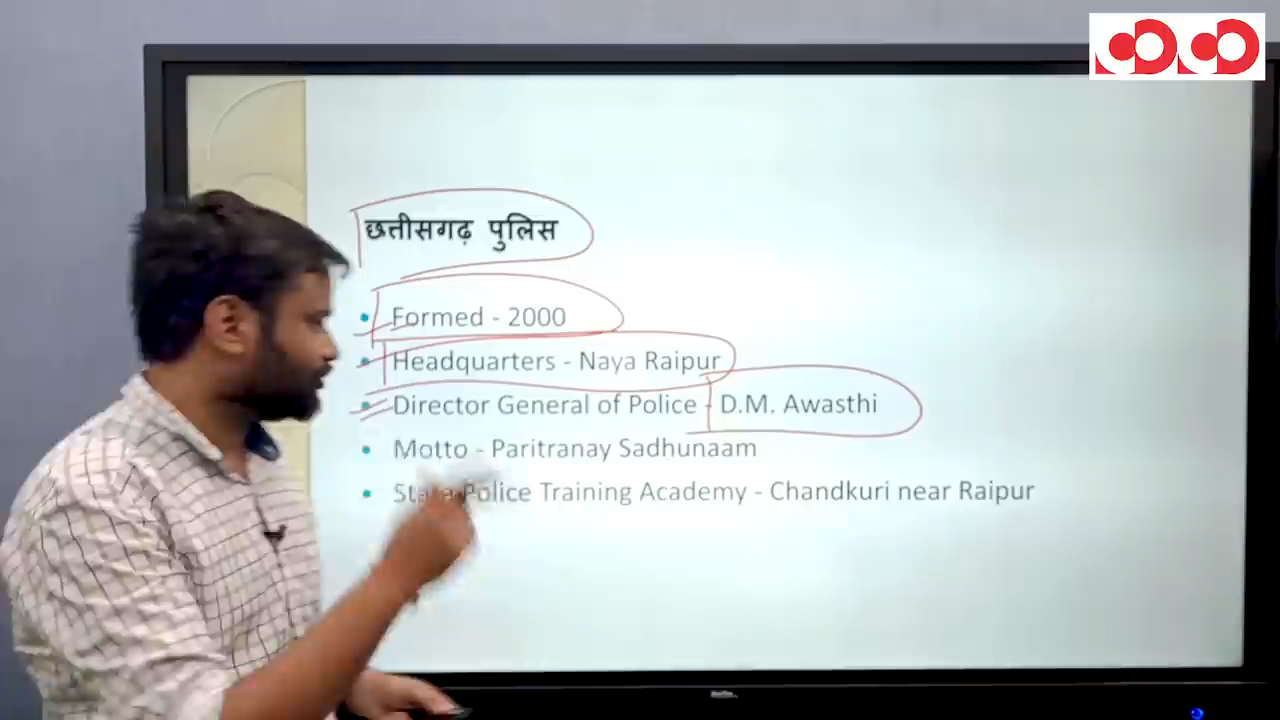 छत्तीसगढ़ पुलिस
Formed - 2000
Headquarters - Naya Raipur
Director General of Police - D.M. Awasthi
Motto - Paritranay Sadhunaam
State Police Training Academy - Chandkuri near Raipur